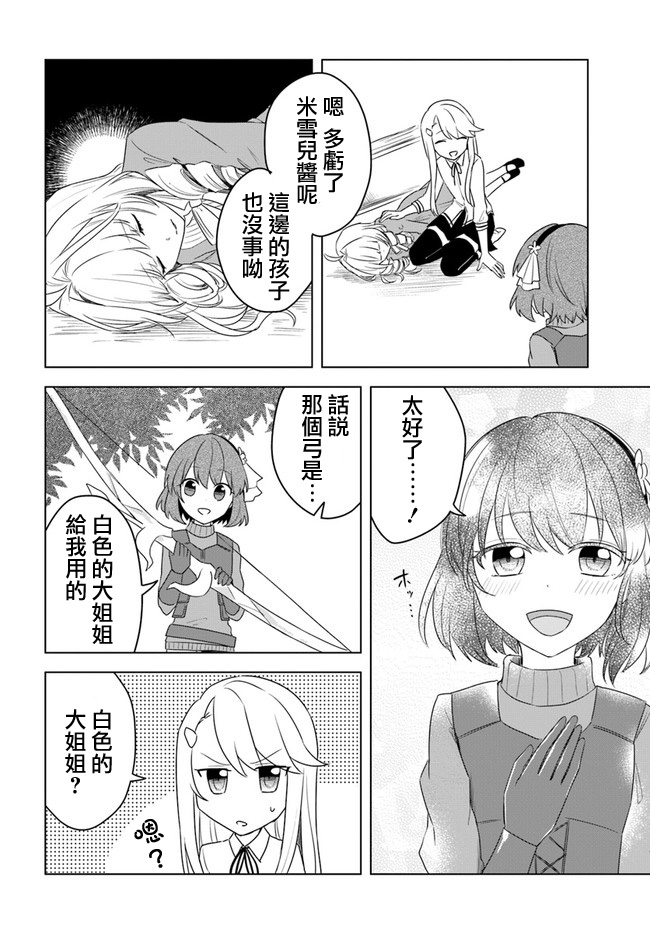 嗯 多虧了
米雪兒醬呢
這邊的孩子
也沒事呦
太好了……！
ホッ…
話說
那個弓是…
白色的大姐姐
給我用的
白色的
大姐姐?
嗯?